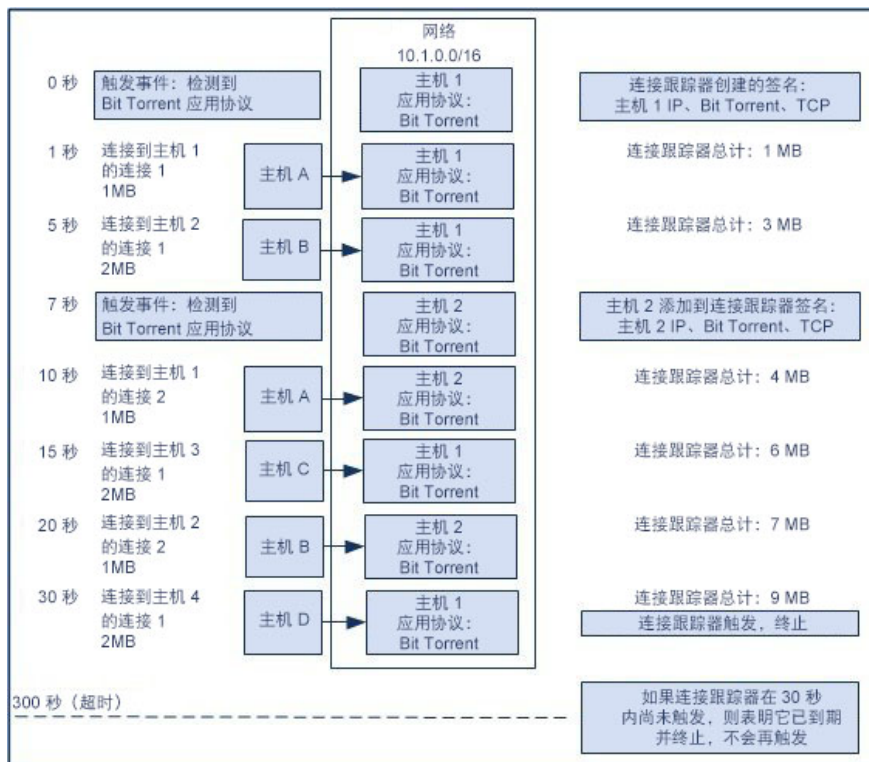 网络
10.1.0.0/16
0 秒
触发事件：检测到
Bit Torrent 应用协议
主机 1
应用协议：
Bit Torrent
连接跟踪器创建的签名：
主机 1 IP、Bit Torrent、TCP
1 秒
连接到主机 1
的连接 1
1MB
主机 A
主机 1
应用协议：
Bit Torrent
连接跟踪器总计：1 MB
5 秒
连接到主机 2
的连接 1
2MB
主机 B
主机 1
应用协议：
Bit Torrent
连接跟踪器总计：3 MB
7 秒
触发事件：检测到
Bit Torrent 应用协议
主机 2
应用协议：
Bit Torrent
主机 2 添加到连接跟踪器签名：
主机 2 IP、Bit Torrent、TCP
10 秒
连接到主机 1
的连接 2
1MB
主机 A
主机 2
应用协议：
Bit Torrent
连接跟踪器总计：4 MB
15 秒
连接到主机 3
的连接 1
2MB
主机 C
主机 1
应用协议：
Bit Torrent
连接跟踪器总计：6 MB
20 秒
连接到主机 2
的连接 2
1MB
主机 B
主机 2
应用协议：
Bit Torrent
连接跟踪器总计：7 MB
30 秒
连接到主机 4
的连接 1
2MB
主机 D
主机 1
应用协议：
Bit Torrent
连接跟踪器总计：9 MB
连接跟踪器触发，终止
300 秒（超时）
如果连接跟踪器在 30 秒
内尚未触发，则表明它已到期
并终止，不会再触发